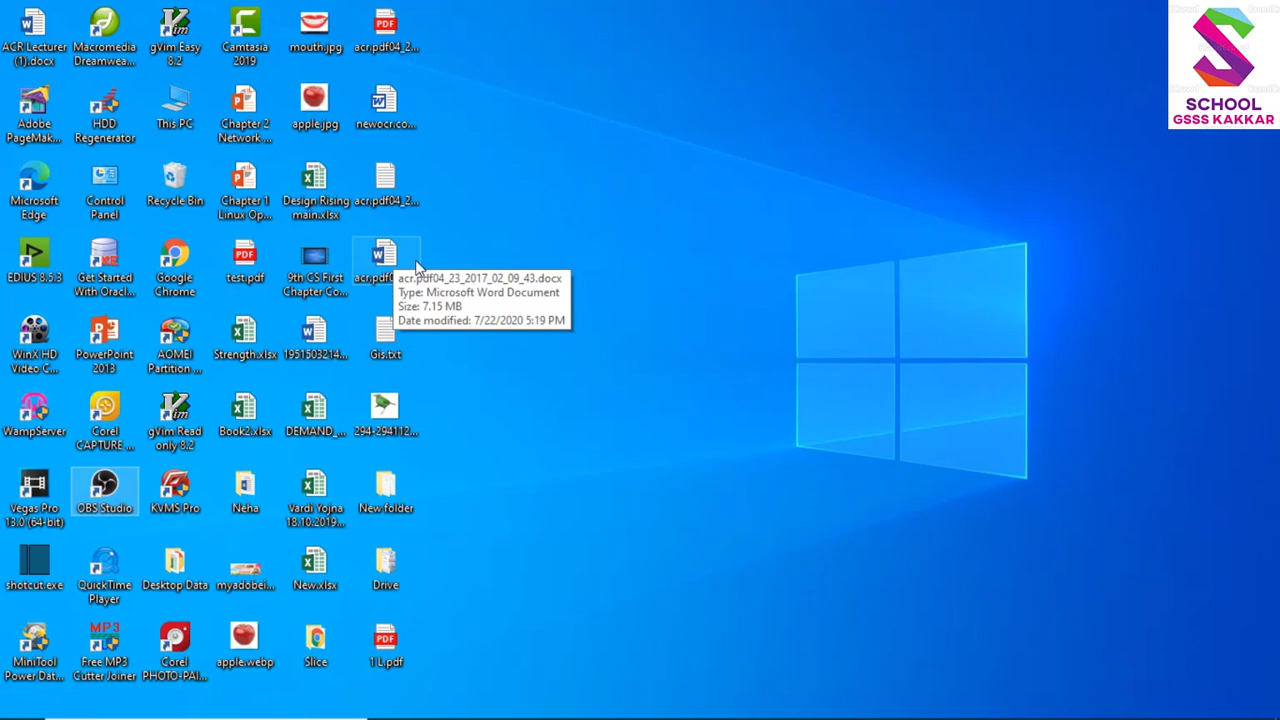 ACR Lecturer
(1).docx
Macromedia
Dreamwea...
gVim Easy
8.2
Camtasia
2019
mouth.jpg
acr.pdf04_2...
Adobe
PageMak...
HDD
Regenerator
This PC
Chapter 2
Network ...
apple.jpg
newocr.co...
Microsoft
Edge
Control
Panel
Recycle Bin
Chapter 1
Linux Op...
Design Rising
main.xlsx
acr.pdf04_2...
EDIUS 8.5.3
Get Started
With Oracl...
Google
Chrome
test.pdf
9th CS First
Chapter Co...
acr.pdf0
acr.pdf04_23_2017_02_09_43.docx
Type: Microsoft Word Document
Size: 7.15 MB
Date modified: 7/22/2020 5:19 PM
WinX HD
Video C...
PowerPoint
2013
AOMEI
Partition ...
Strength.xlsx
1951503214...
Gis.txt
WampServer
Corel
CAPTURE ...
gVim Read
only 8.2
Book2.xlsx
DEMAND_...
294-294112...
Vegas Pro
13.0 (64-bit)
OBS Studio
KVMS Pro
Neha
Vardi Yojna
18.10.2019...
New folder
shotcut.exe
QuickTime
Player
Desktop Data
myadobei...
New.xlsx
Drive
MiniTool
Power Dat...
MP3
Free MP3
Cutter Joiner
Corel
PHOTO-PAI...
apple.webp
Slice
1 L.pdf
SCHOOL
GSSS KAKKAR